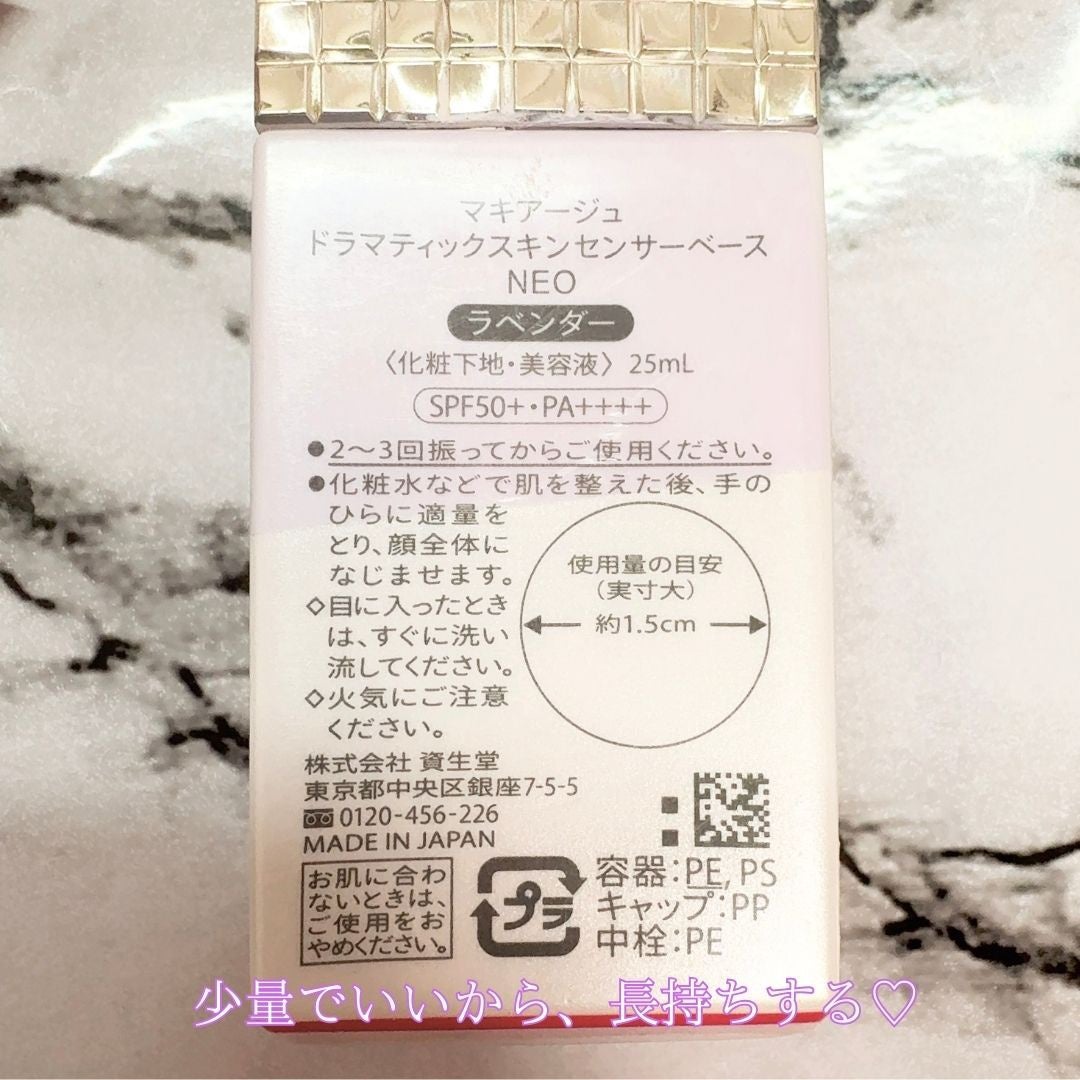 マキアージュ
ドラマティックスキンセンサーベース
NEO
ラベンダー
〈化粧下地・美容液〉 25mL
SPF50+・PA++++
●2〜3回振ってからご使用ください。
●化粧水などで肌を整えた後、手の
ひらに適量を
とり、顔全体に
なじませます。
◇目に入ったとき
は、すぐに洗い
流してください。
◇火気にご注意
ください。
使用量の目安
(実寸大)
約1.5cm
株式会社 資生堂
東京都中央区銀座7-5-5
0120-456-226
MADE IN JAPAN
お肌に合わ
ないときは、
ご使用をお
やめください。
プラ
容器:PE, PS
キャップ:PP
中栓:PE
少量でいいから、長持ちする♡